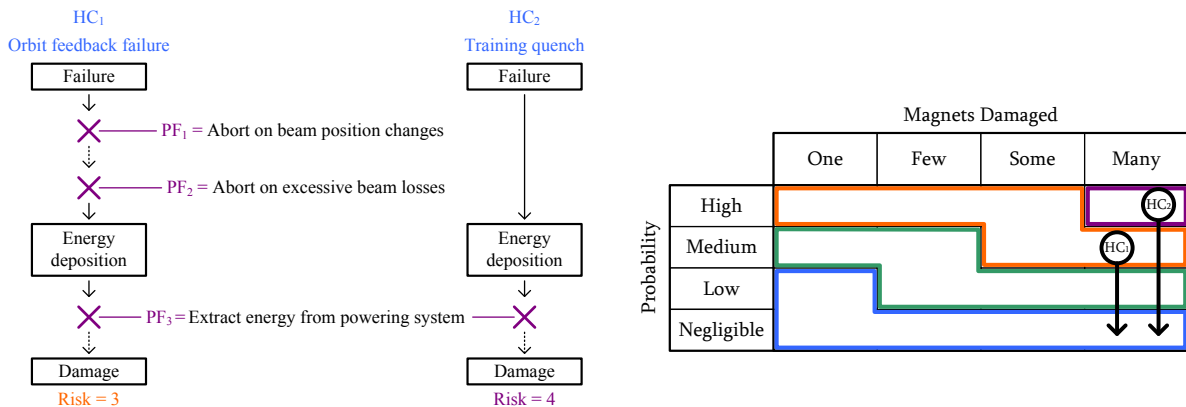 HC₁
Orbit feedback failure
Failure
PF₁ = Abort on beam position changes
PF₂ = Abort on excessive beam losses
Energy
deposition
PF₃ = Extract energy from powering system
Damage
Risk = 3
HC₂
Training quench
Failure
Energy
deposition
Damage
Risk = 4
Magnets Damaged
One Few Some Many
Probability
High HC₂
Medium HC₁
Low
Negligible